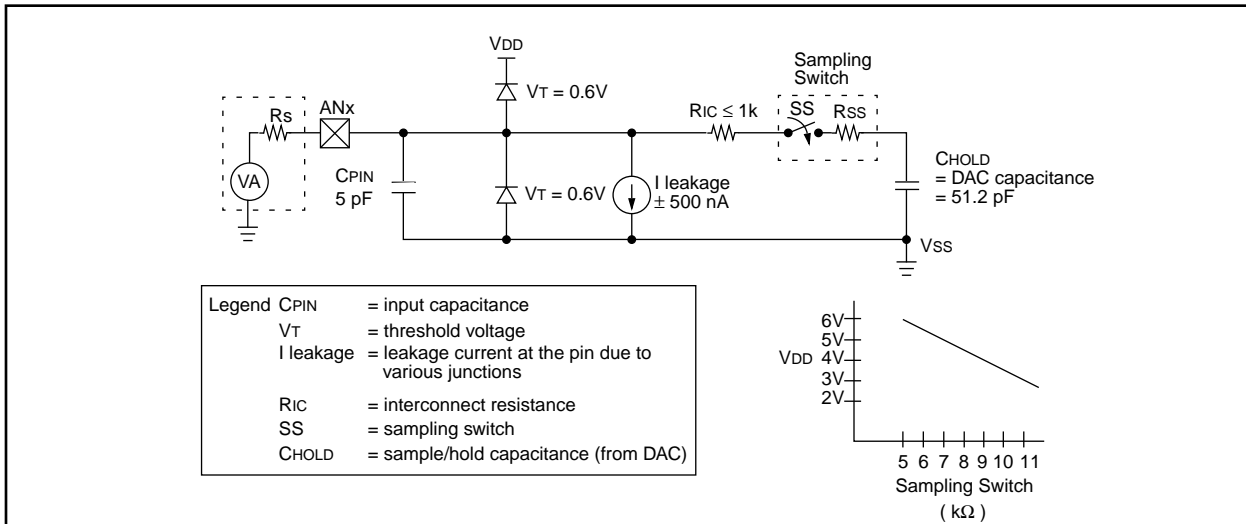 VDD
Sampling
Switch
VT = 0.6V
RIC ≤ 1k
SS
RSS
Rs
ANx
VA
CPIN
5 pF
VT = 0.6V
I leakage
± 500 nA
CHOLD
= DAC capacitance
= 51.2 pF
VSS
Legend CPIN = input capacitance
VT = threshold voltage
I leakage = leakage current at the pin due to
various junctions
RIC = interconnect resistance
SS = sampling switch
CHOLD = sample/hold capacitance (from DAC)
6V
5V
VDD 4V
3V
2V
5 6 7 8 9 10 11
Sampling Switch
( kΩ )